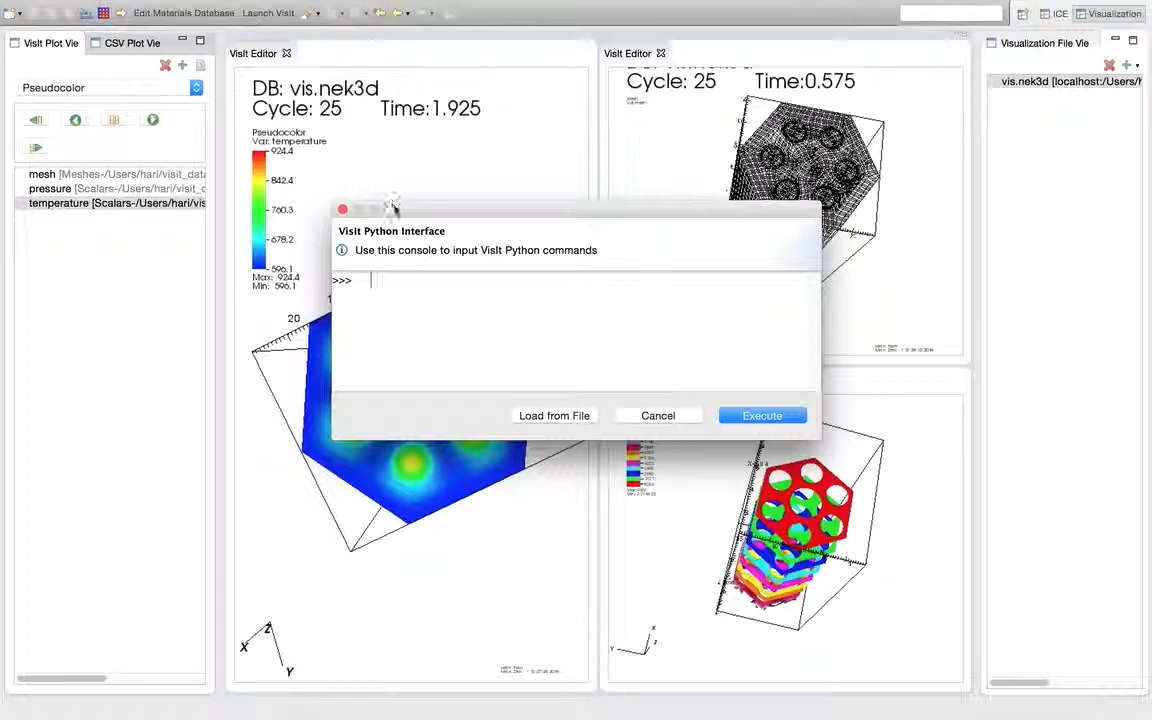 Edit Materials Database Launch VisIt
ICE Visualization
VisIt Plot Vie CSV Plot Vie
Pseudocolor
mesh [Meshes-/Users/hari/visit_data
pressure [Scalars-/Users/hari/visit_c
temperature [Scalars-/Users/hari/vis
VisIt Editor
DB: vis.nek3d
Cycle: 25 Time:1.925
Pseudocolor
Var: temperature
924.4
842.4
760.3
678.2
596.1
Max: 924.4
Min: 596.1
20
X
Z
Y
VisIt Editor
Cycle: 25 Time:0.575
VisIt Python Interface
Use this console to input VisIt Python commands
>>>
Load from File Cancel Execute
X
Y
Z
Visualization File Vie
vis.nek3d [localhost:/Users/h